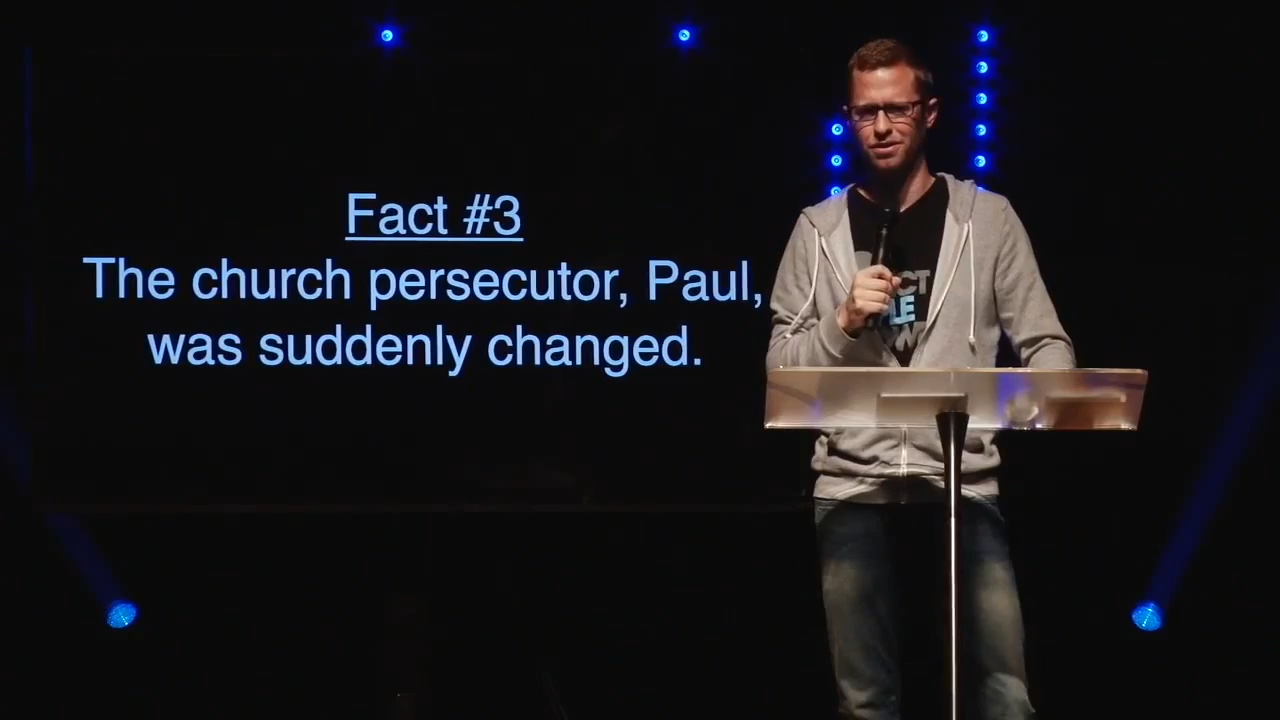 Fact #3
The church persecutor, Paul,
was suddenly changed.